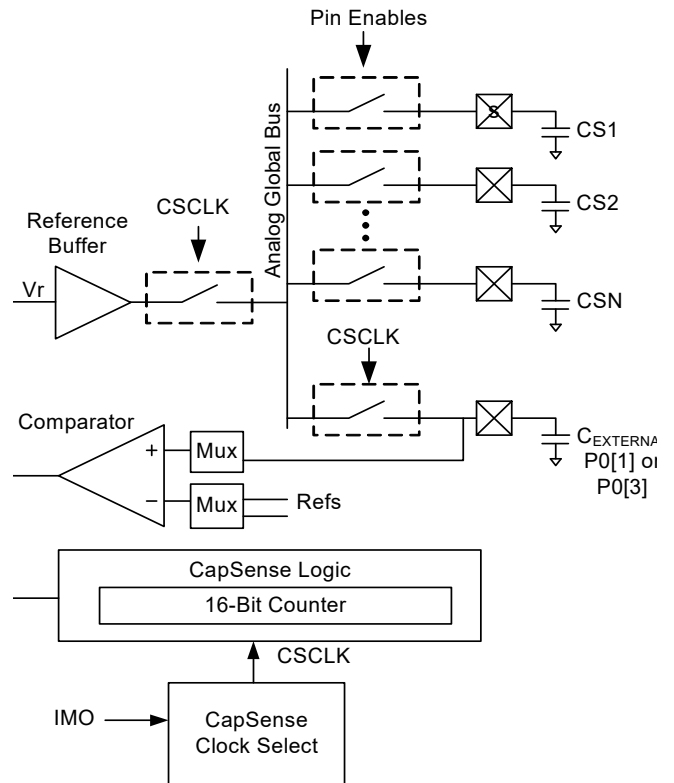 Pin Enables
Analog Global Bus
S
CS1
CS2
CSN
Reference
Buffer
CSCLK
Vr
CSCLK
Comparator
+
Mux
−
Mux
Refs
CEXTERNA
P0[1] or
P0[3]
CapSense Logic
16-Bit Counter
CSCLK
IMO
CapSense
Clock Select